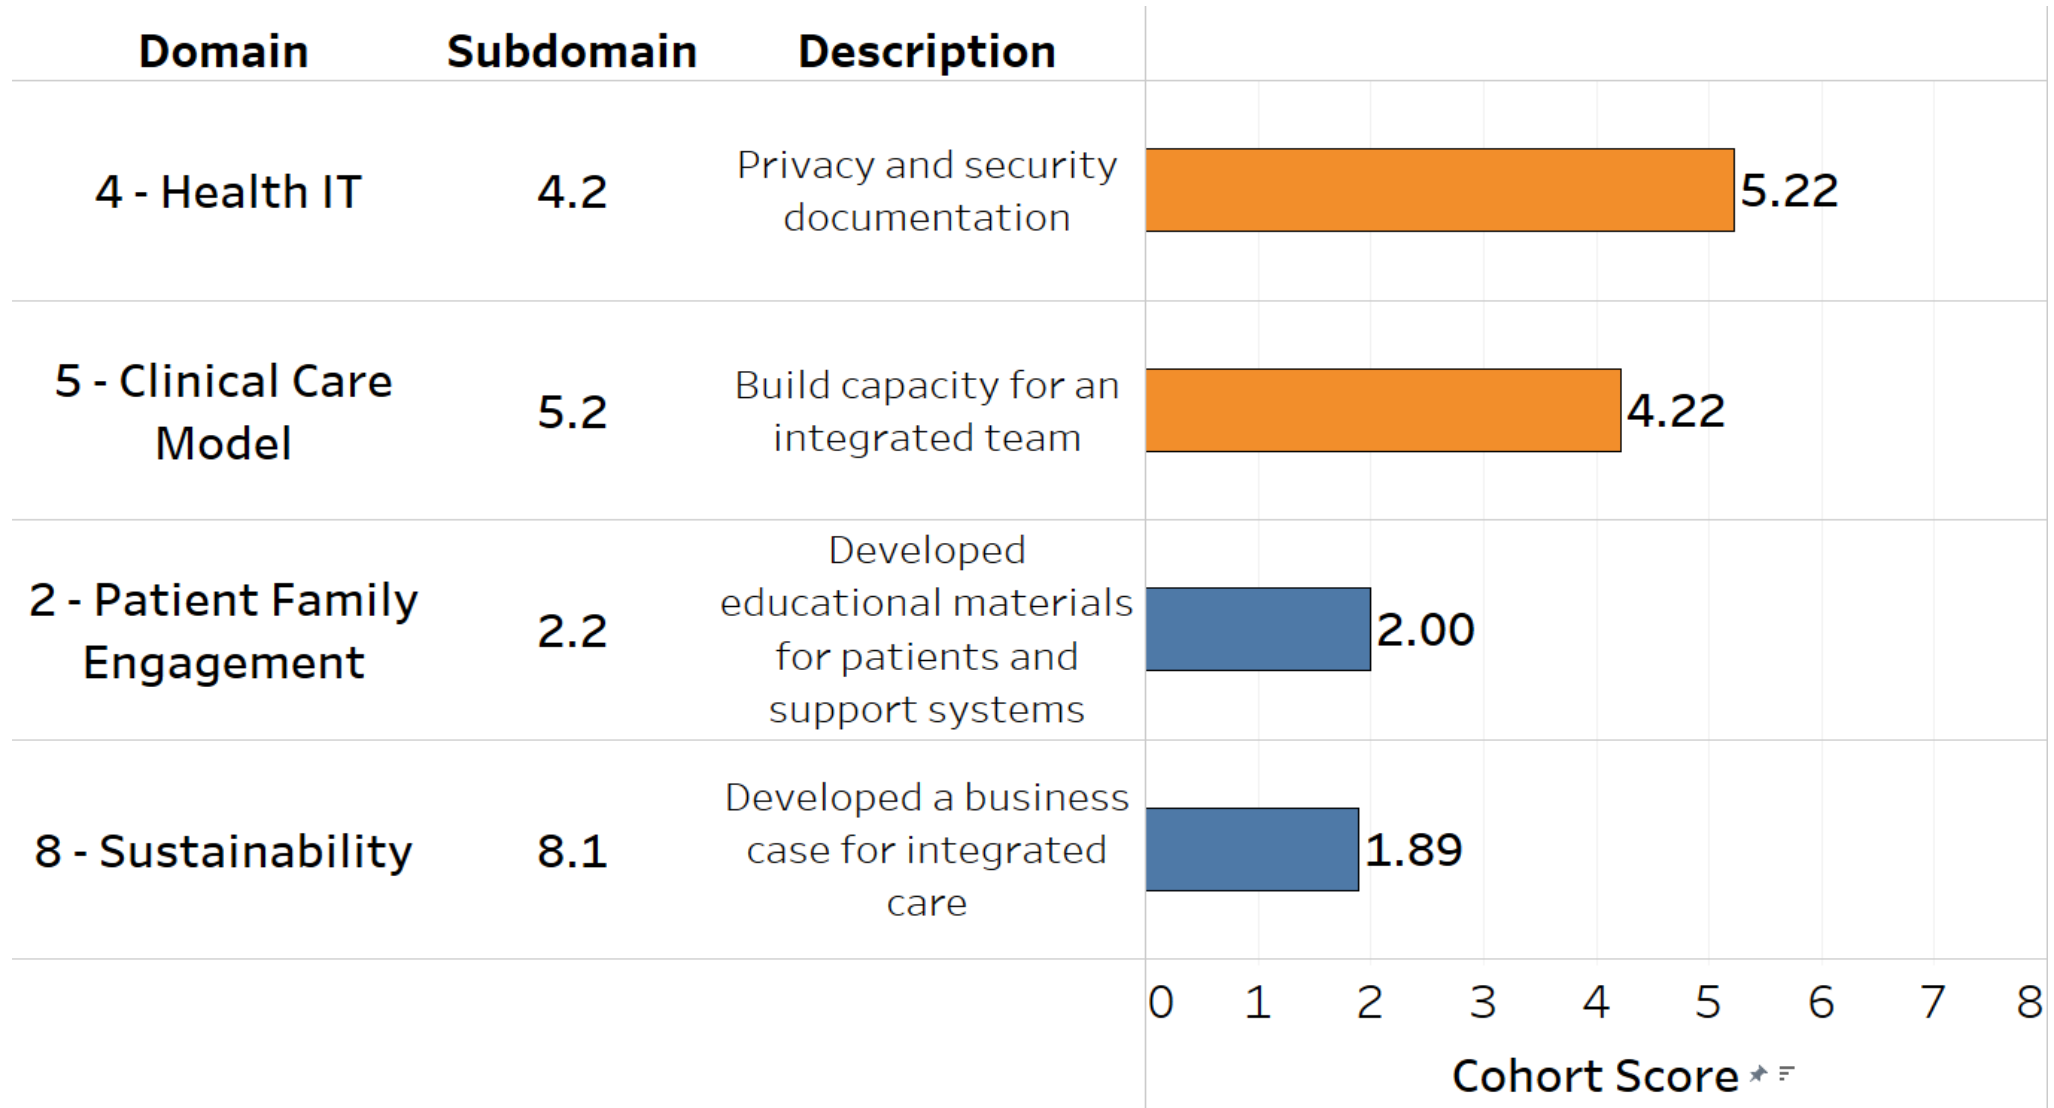 Domain Subdomain Description
4 - Health IT 4.2 Privacy and security
documentation
5.22
5 - Clinical Care
Model
5.2
Build capacity for an
integrated team
4.22
2 - Patient Family
Engagement
2.2
Developed
educational materials
for patients and
support systems
2.00
8 - Sustainability
8.1
Developed a business
case for integrated
care
1.89
0 1 2 3 4 5 6 7 8
Cohort Score